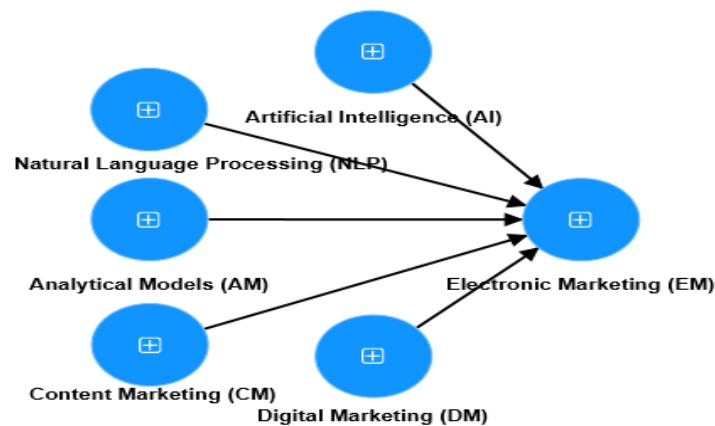 Artificial Intelligence (AI)
Natural Language Processing (NLP)
Analytical Models (AM)
Electronic Marketing (EM)
Content Marketing (CM)
Digital Marketing (DM)